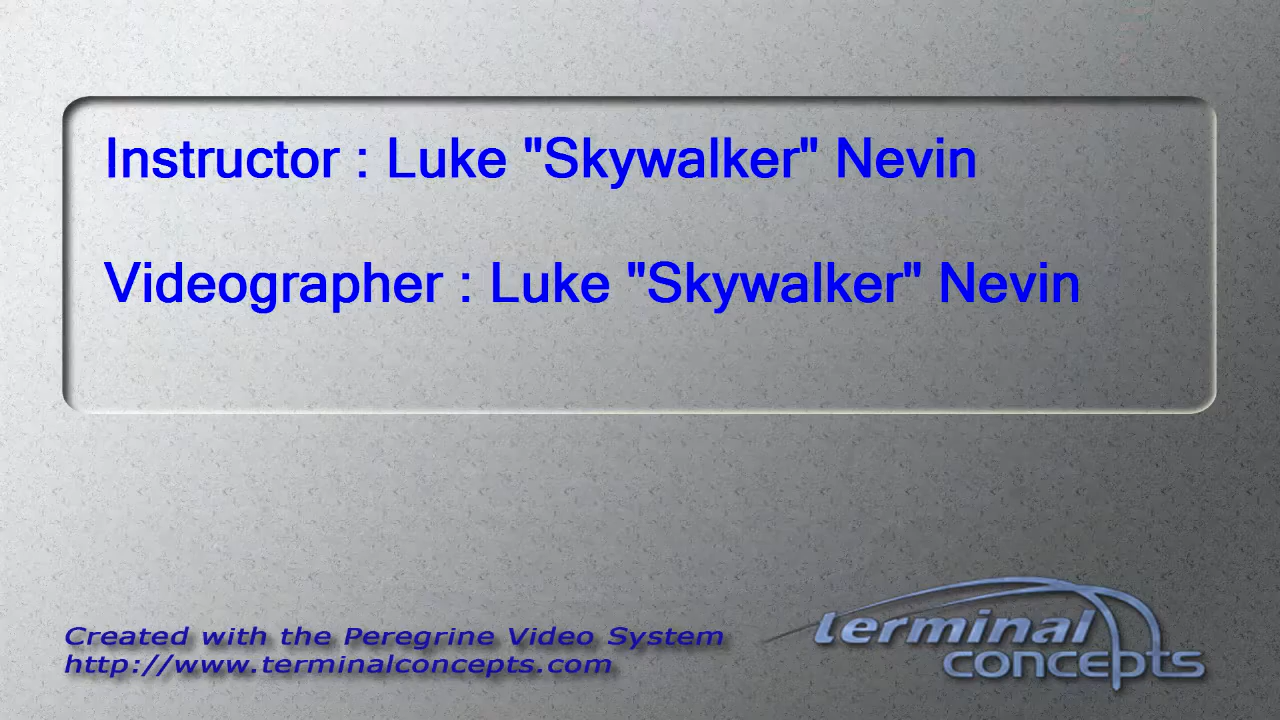 Instructor : Luke "Skywalker" Nevin
Videographer : Luke "Skywalker" Nevin
Created with the Peregrine Video System
http://www.terminalconcepts.com
terminal
concepts